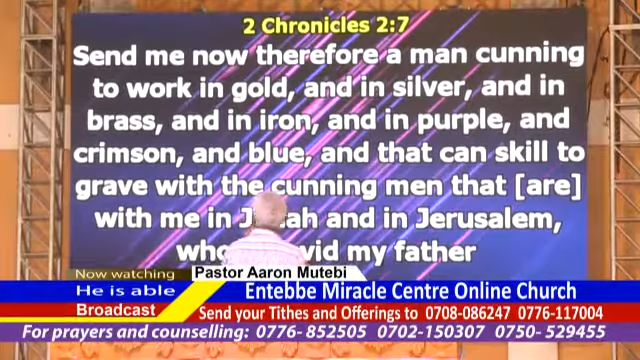 2 Chronicles 2:7
Send me now therefore a man cunning
to work in gold, and in silver, and in
brass, and in iron, and in purple, and
crimson, and blue, and that can skill to
grave with the cunning men that [are]
with me in and in Jerusalem,
my father
Now watching
Pastor Aaron Mutebi
He is able
Entebbe Miracle Centre Online Church
Broadcast
Send your Tithes and Offerings to 0708-086247 0776-117004
For prayers and counselling: 0776- 852505 0702-150307 0750- 529455